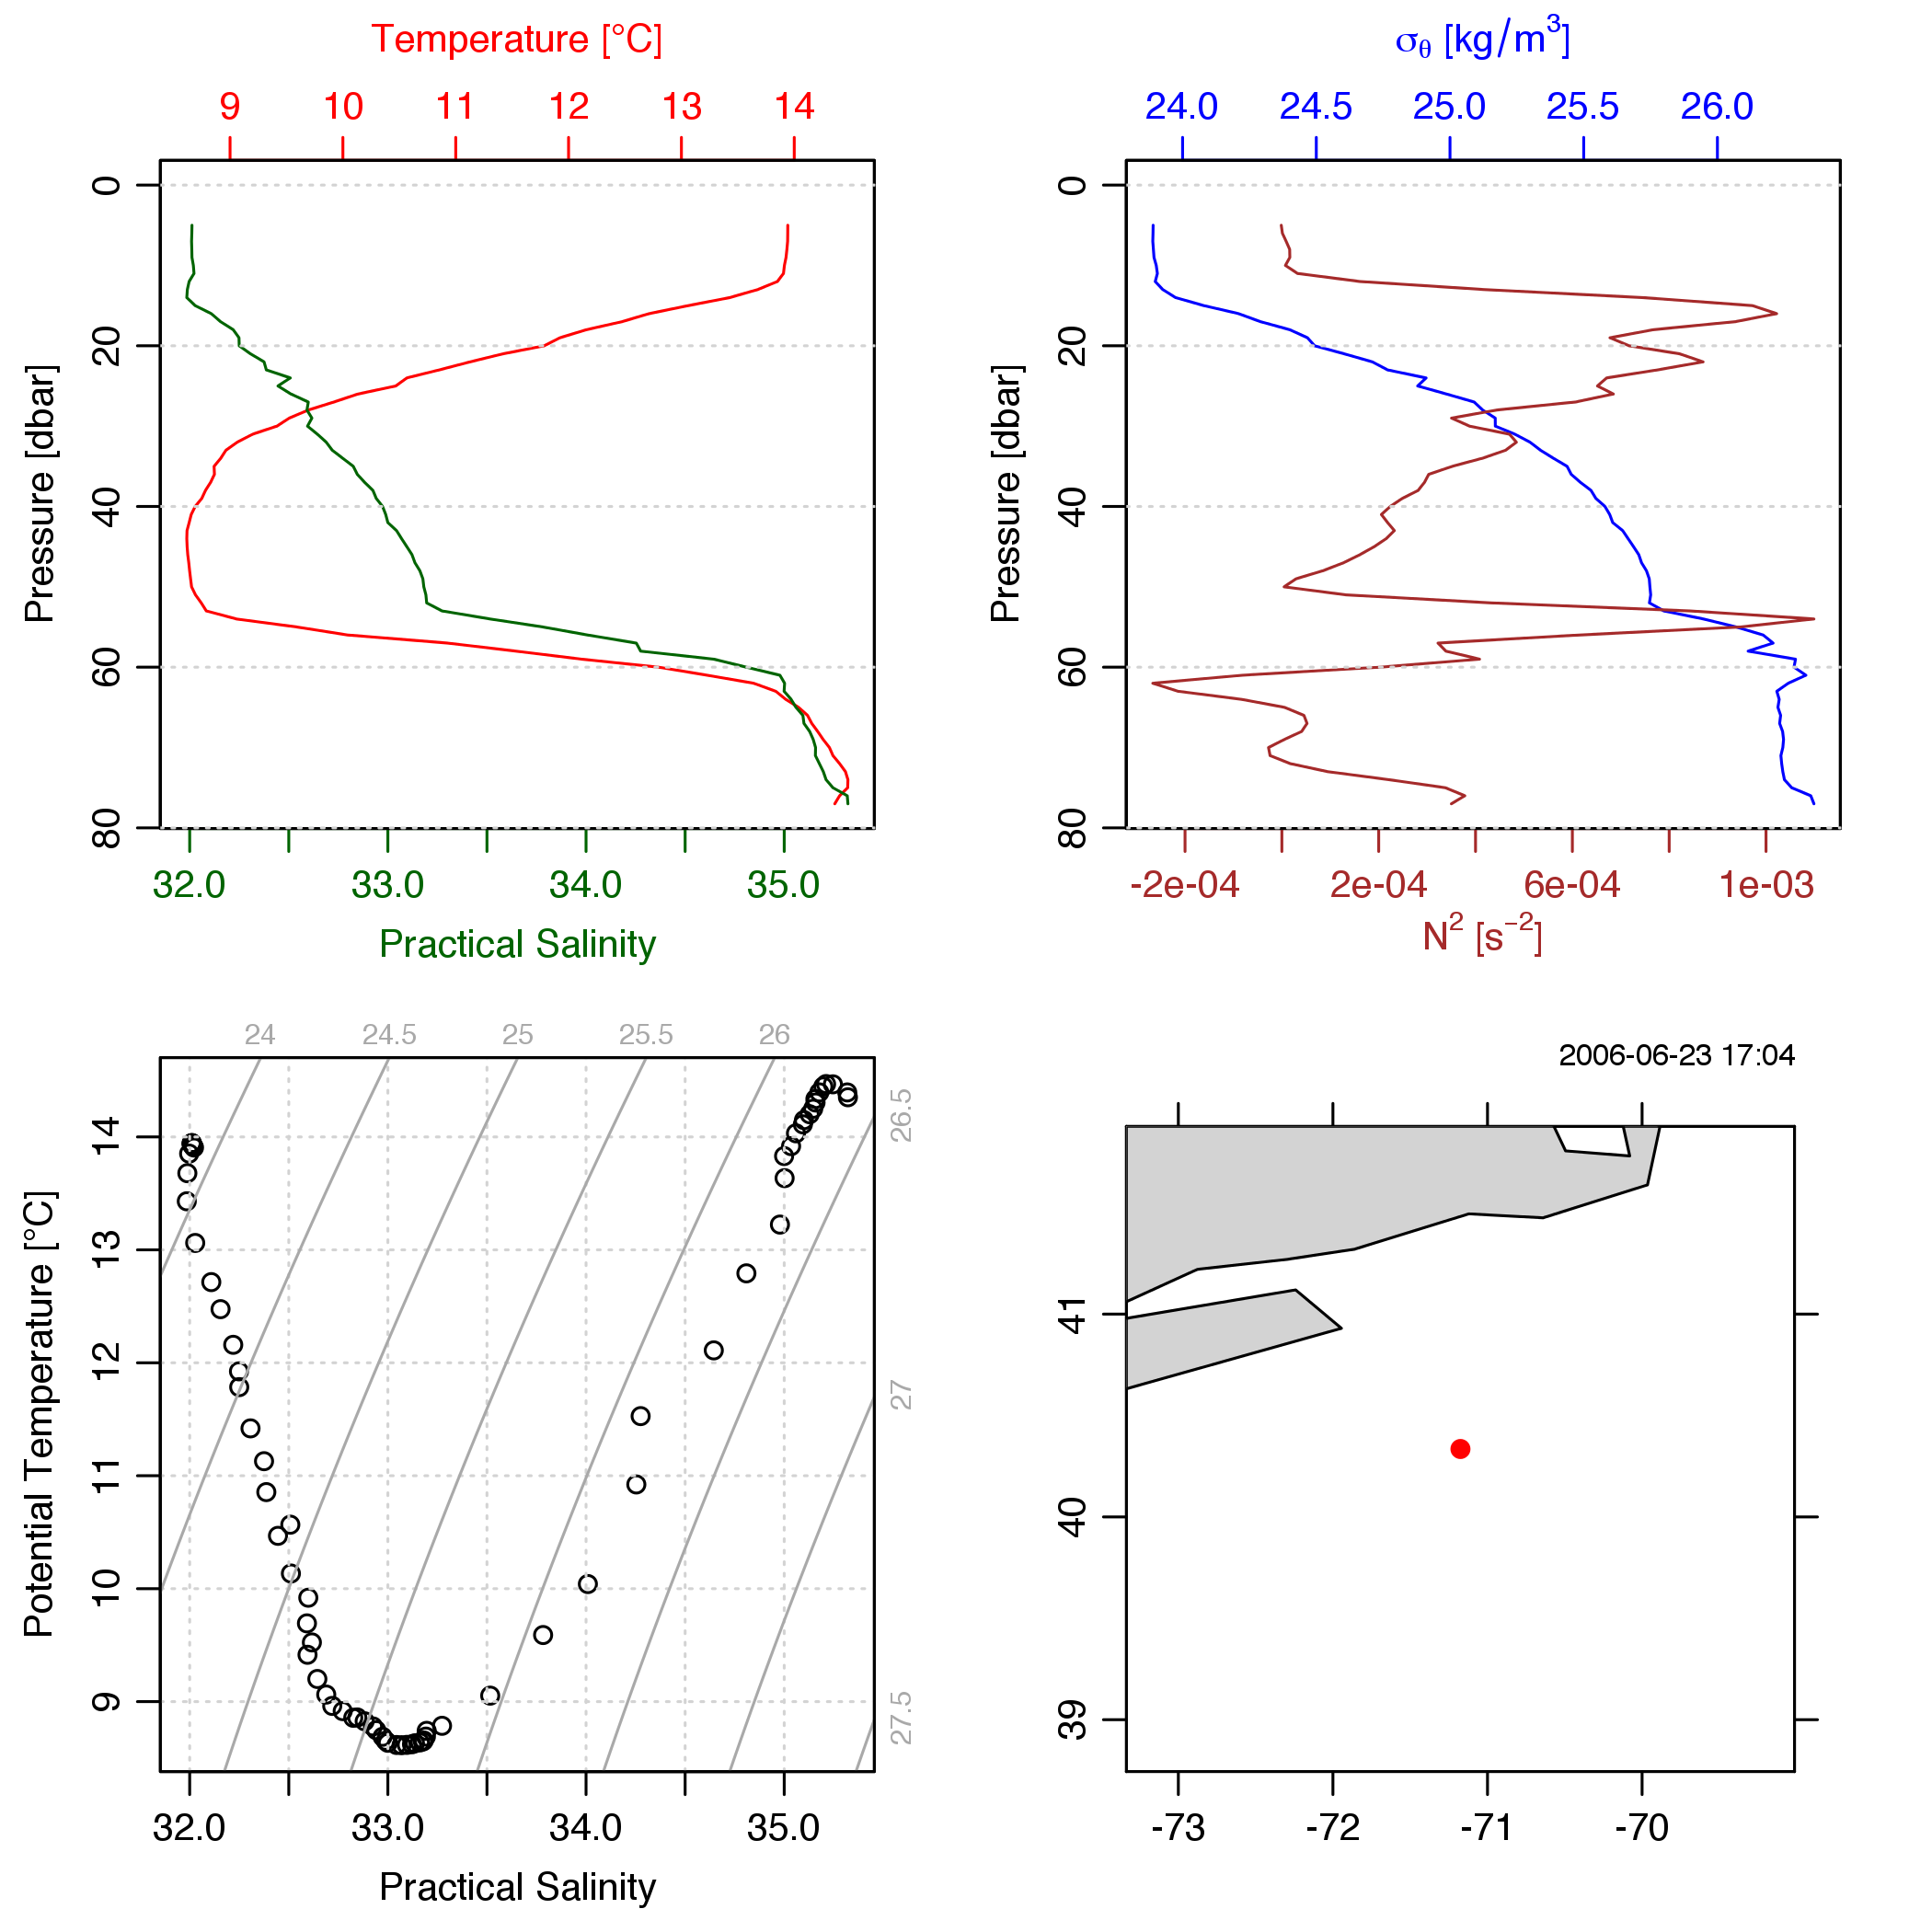 Temperature [°C]
9 10 11 12 13 14
Pressure [dbar]
0 20 40 60 80
32.0 33.0 34.0 35.0
Practical Salinity
σθ [kg/m³]
24.0 24.5 25.0 25.5 26.0
Pressure [dbar]
0 20 40 60 80
-2e-04 2e-04 6e-04 1e-03
N² [s⁻²]
24 24.5 25 25.5 26
26.5
27
27.5
Potential Temperature [°C]
9 10 11 12 13 14
32.0 33.0 34.0 35.0
Practical Salinity
2006-06-23 17:04
41
40
39
-73 -72 -71 -70